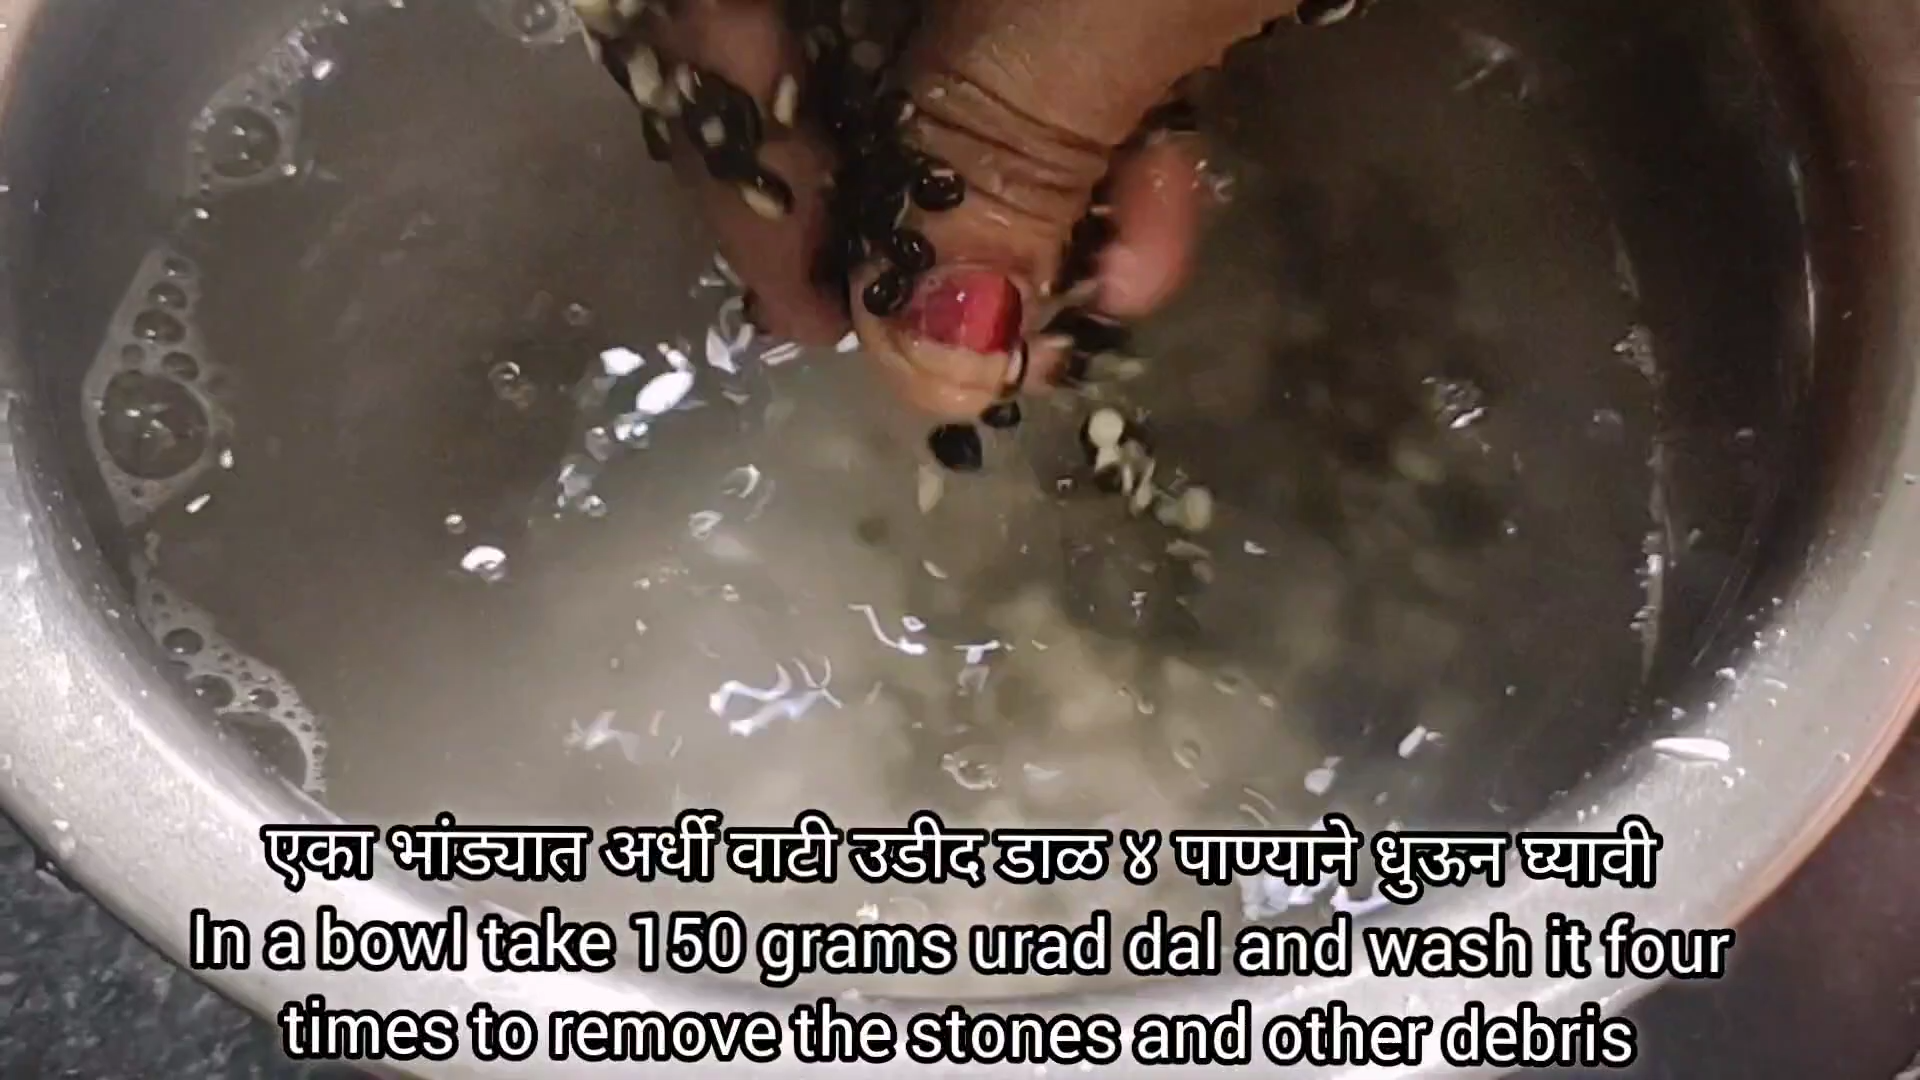 एका भांड्यात अर्धी वाटी उडीद डाळ ४ पाण्याने धुऊन घ्यावी
In a bowl take 150 grams urad dal and wash it four
times to remove the stones and other debris